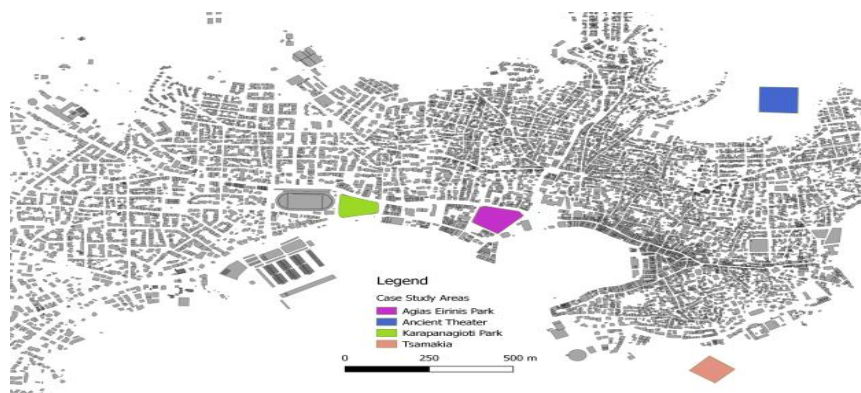 Legend
Case Study Areas
Agias Eirinis Park
Ancient Theater
Karapanagioti Park
Tsamakia
0 250 500 m